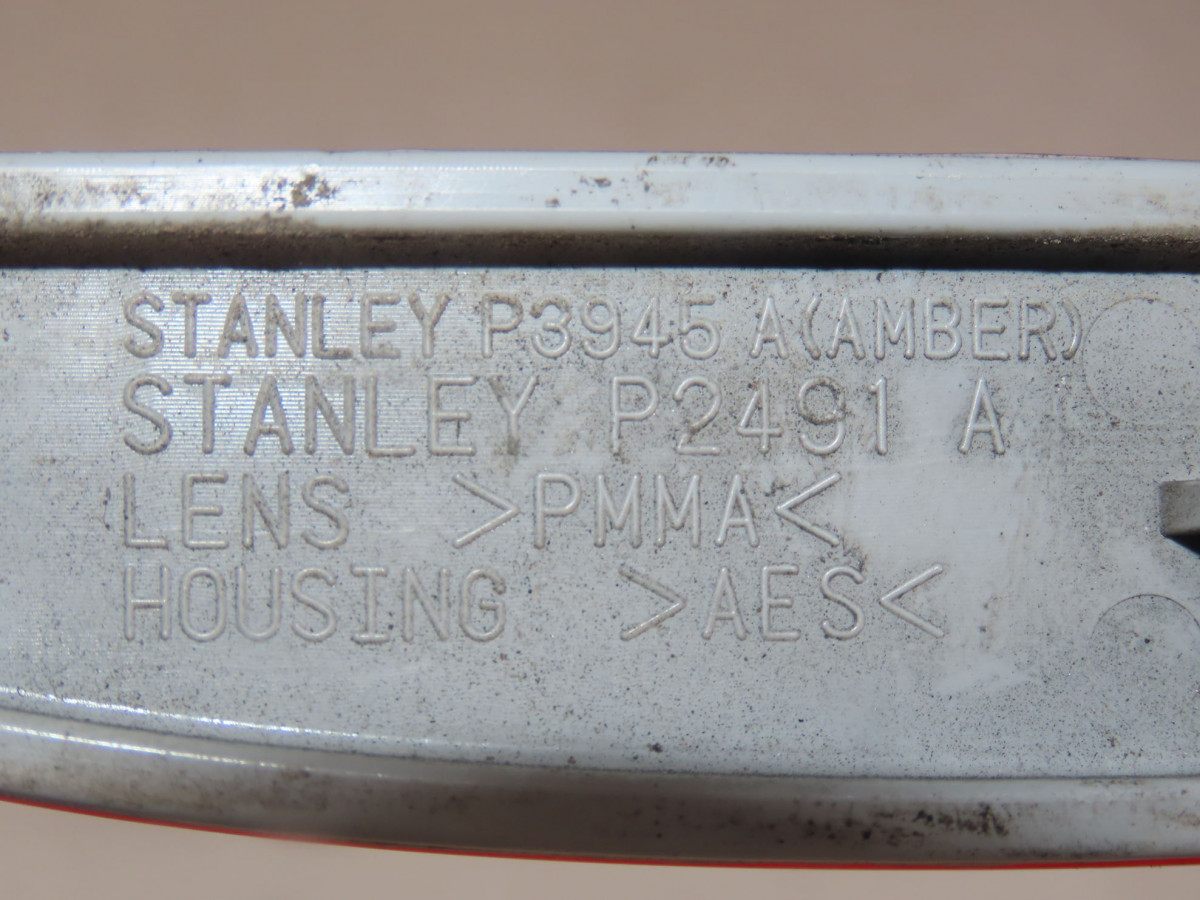 STANLEY P3945 A(AMBER)
STANLEY P2491 A
LENS >PMMA<
HOUSING >AES<